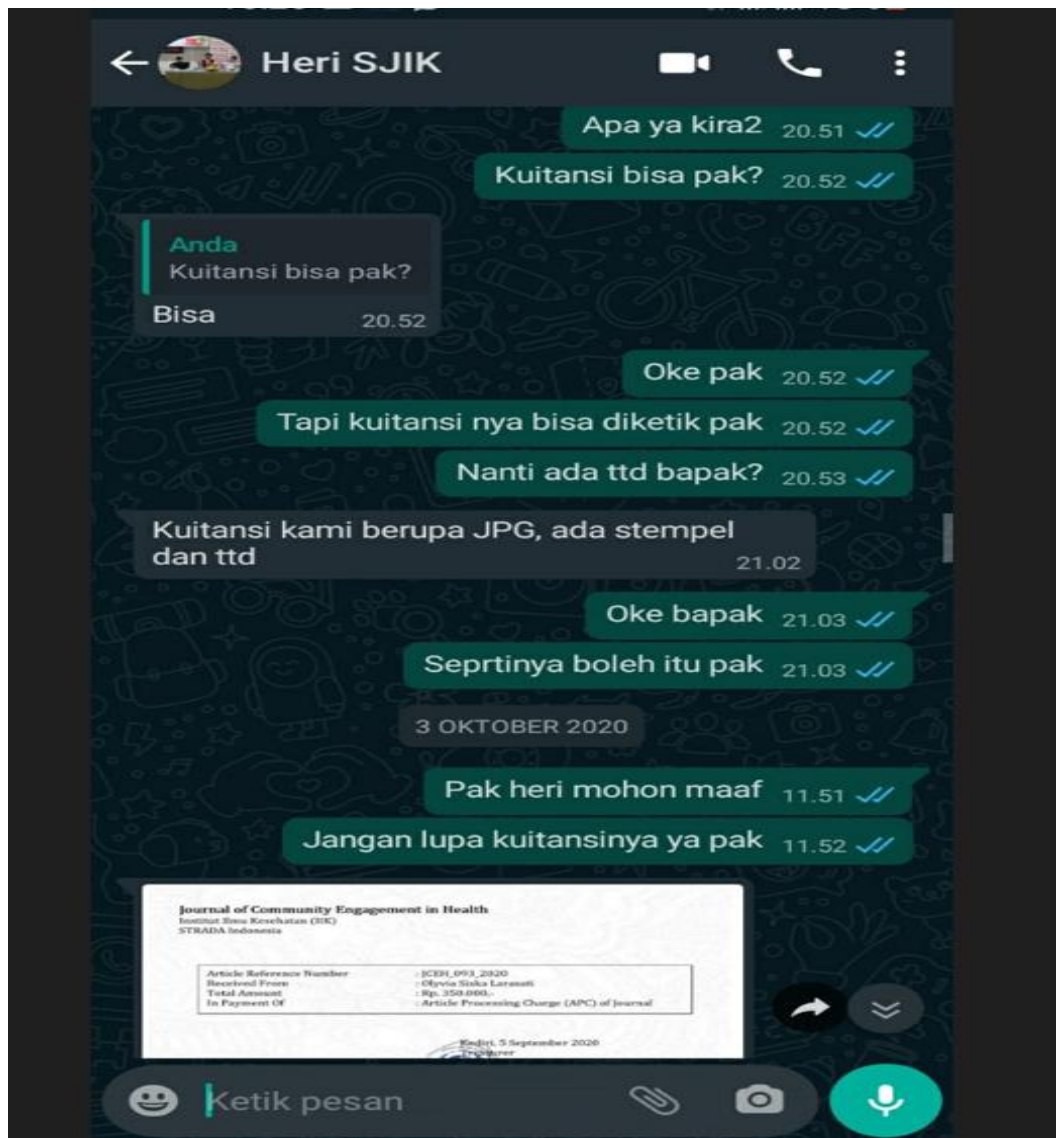 Heri SJIK
Apa ya kira2 20.51
Kuitansi bisa pak? 20.52
Anda
Kuitansi bisa pak?
Bisa 20.52
Oke pak 20.52
Tapi kuitansi nya bisa diketik pak 20.52
Nanti ada ttd bapak? 20.53
Kuitansi kami berupa JPG, ada stempel
dan ttd 21.02
Oke bapak 21.03
Seprtinya boleh itu pak 21.03
3 OKTOBER 2020
Pak heri mohon maaf 11.51
Jangan lupa kuitansinya ya pak 11.52
Journal of Community Engagement in Health
Institut Ilmu Kesehatan (IIK)
STRADA Indonesia
Article Reference Number : JCEH_093_2020
Received From : Olyvia Siska
Total Amount : Rp. 350.000,-
In Payment Of : Article Processing Charge (APC) of Journal
Kediri, 5 September 2020
Treasurer
Ketik pesan